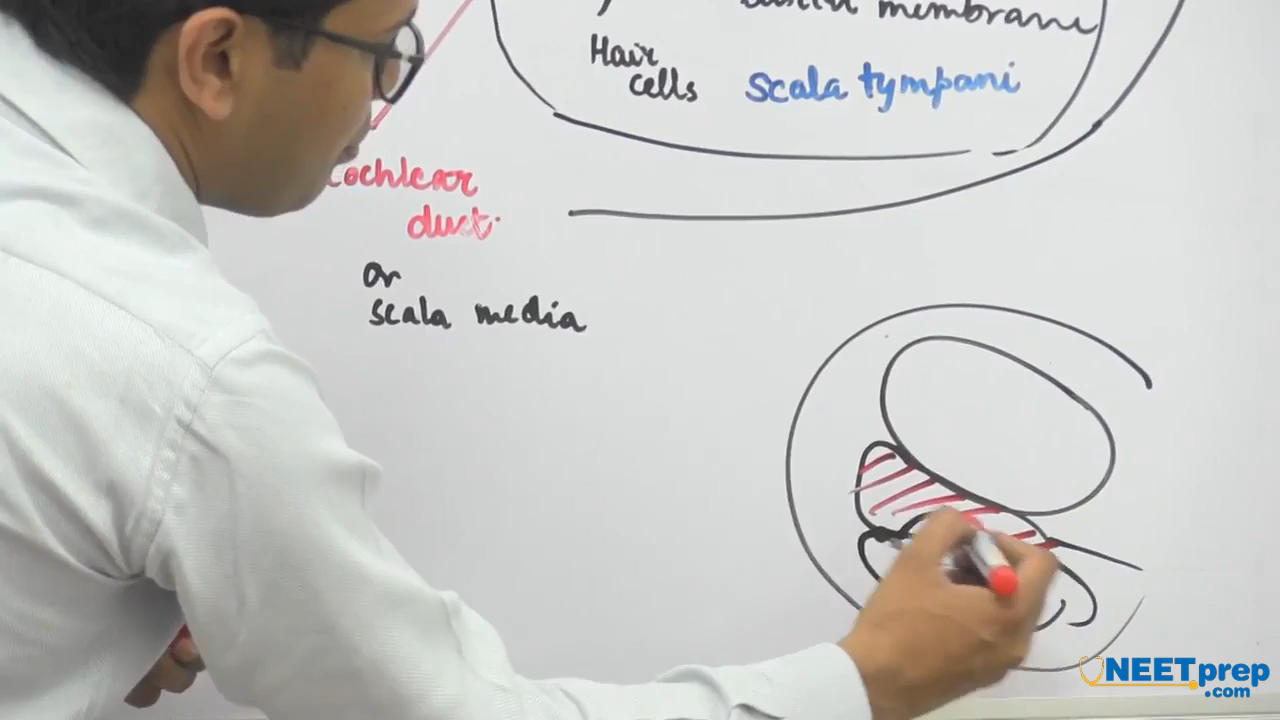 membrane
Hair
cells
scala tympani
cochlear
duct.
or
scala media
NEETprep
.com